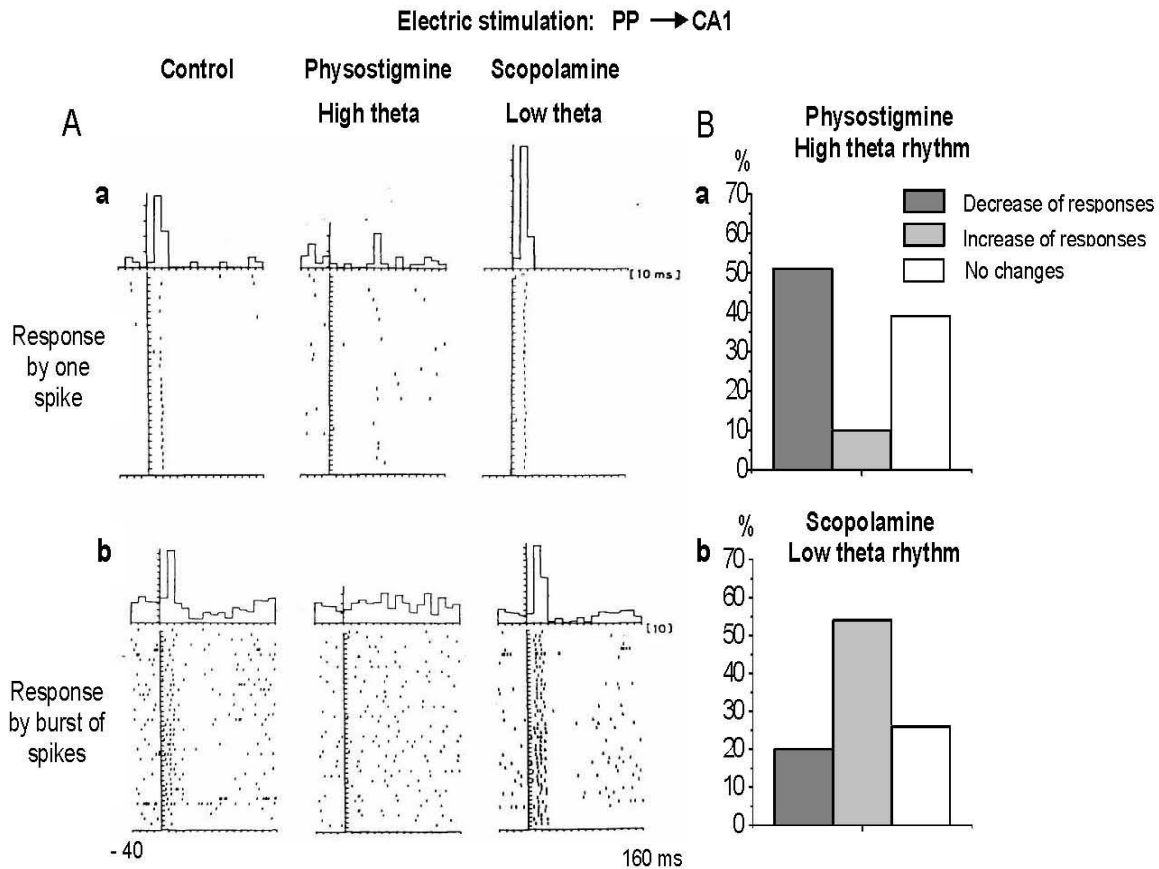 Electric stimulation: PP → CA1
Control
Physostigmine
High theta
Scopolamine
Low theta
A
a
[10 ms]
Response
by one
spike
b
[10]
Response
by burst of
spikes
- 40
160 ms
B
Physostigmine
High theta rhythm
%
a
70
60
50
40
30
20
10
0
Decrease of responses
Increase of responses
No changes
Scopolamine
Low theta rhythm
%
b
70
60
50
40
30
20
10
0